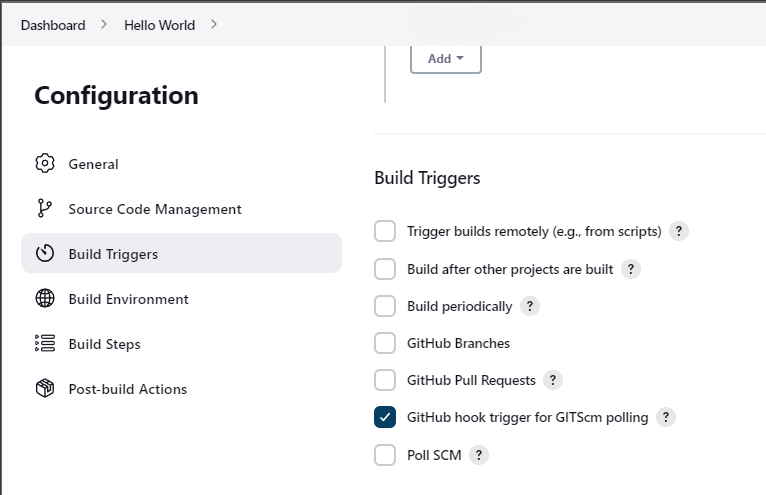 Dashboard > Hello World >
Add
Configuration
General
Source Code Management
Build Triggers
Build Environment
Build Steps
Post-build Actions
Build Triggers
Trigger builds remotely (e.g., from scripts) ?
Build after other projects are built ?
Build periodically ?
GitHub Branches
GitHub Pull Requests ?
GitHub hook trigger for GITScm polling ?
Poll SCM ?